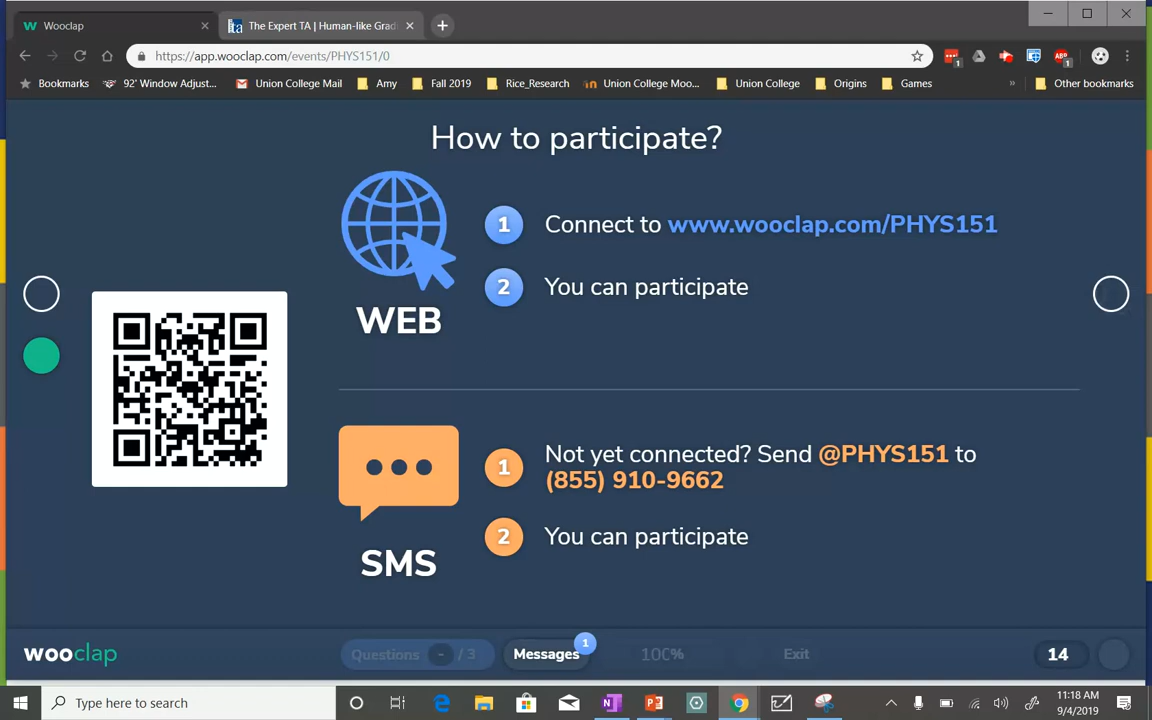 Wooclap
The Expert TA | Human-like Grad
https://app.wooclap.com/events/PHYS151/0
Bookmarks
92' Window Adjust...
Union College Mail
Amy
Fall 2019
Rice_Research
Union College Moo...
Union College
Origins
Games
»
Other bookmarks
How to participate?
WEB
1 Connect to www.wooclap.com/PHYS151
2 You can participate
SMS
1 Not yet connected? Send @PHYS151 to
(855) 910-9662
2 You can participate
wooclap
Questions - / 3
Messages 1
100%
Exit
14
Type here to search
11:18 AM
9/4/2019